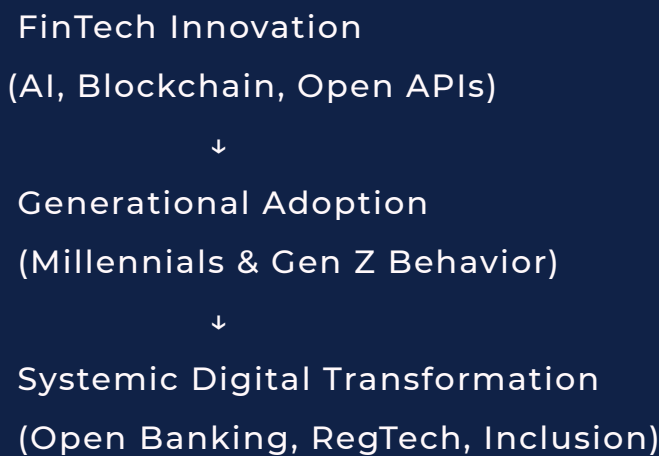 FinTech Innovation
(AI, Blockchain, Open APIs)
↓
Generational Adoption
(Millennials & Gen Z Behavior)
↓
Systemic Digital Transformation
(Open Banking, RegTech, Inclusion)